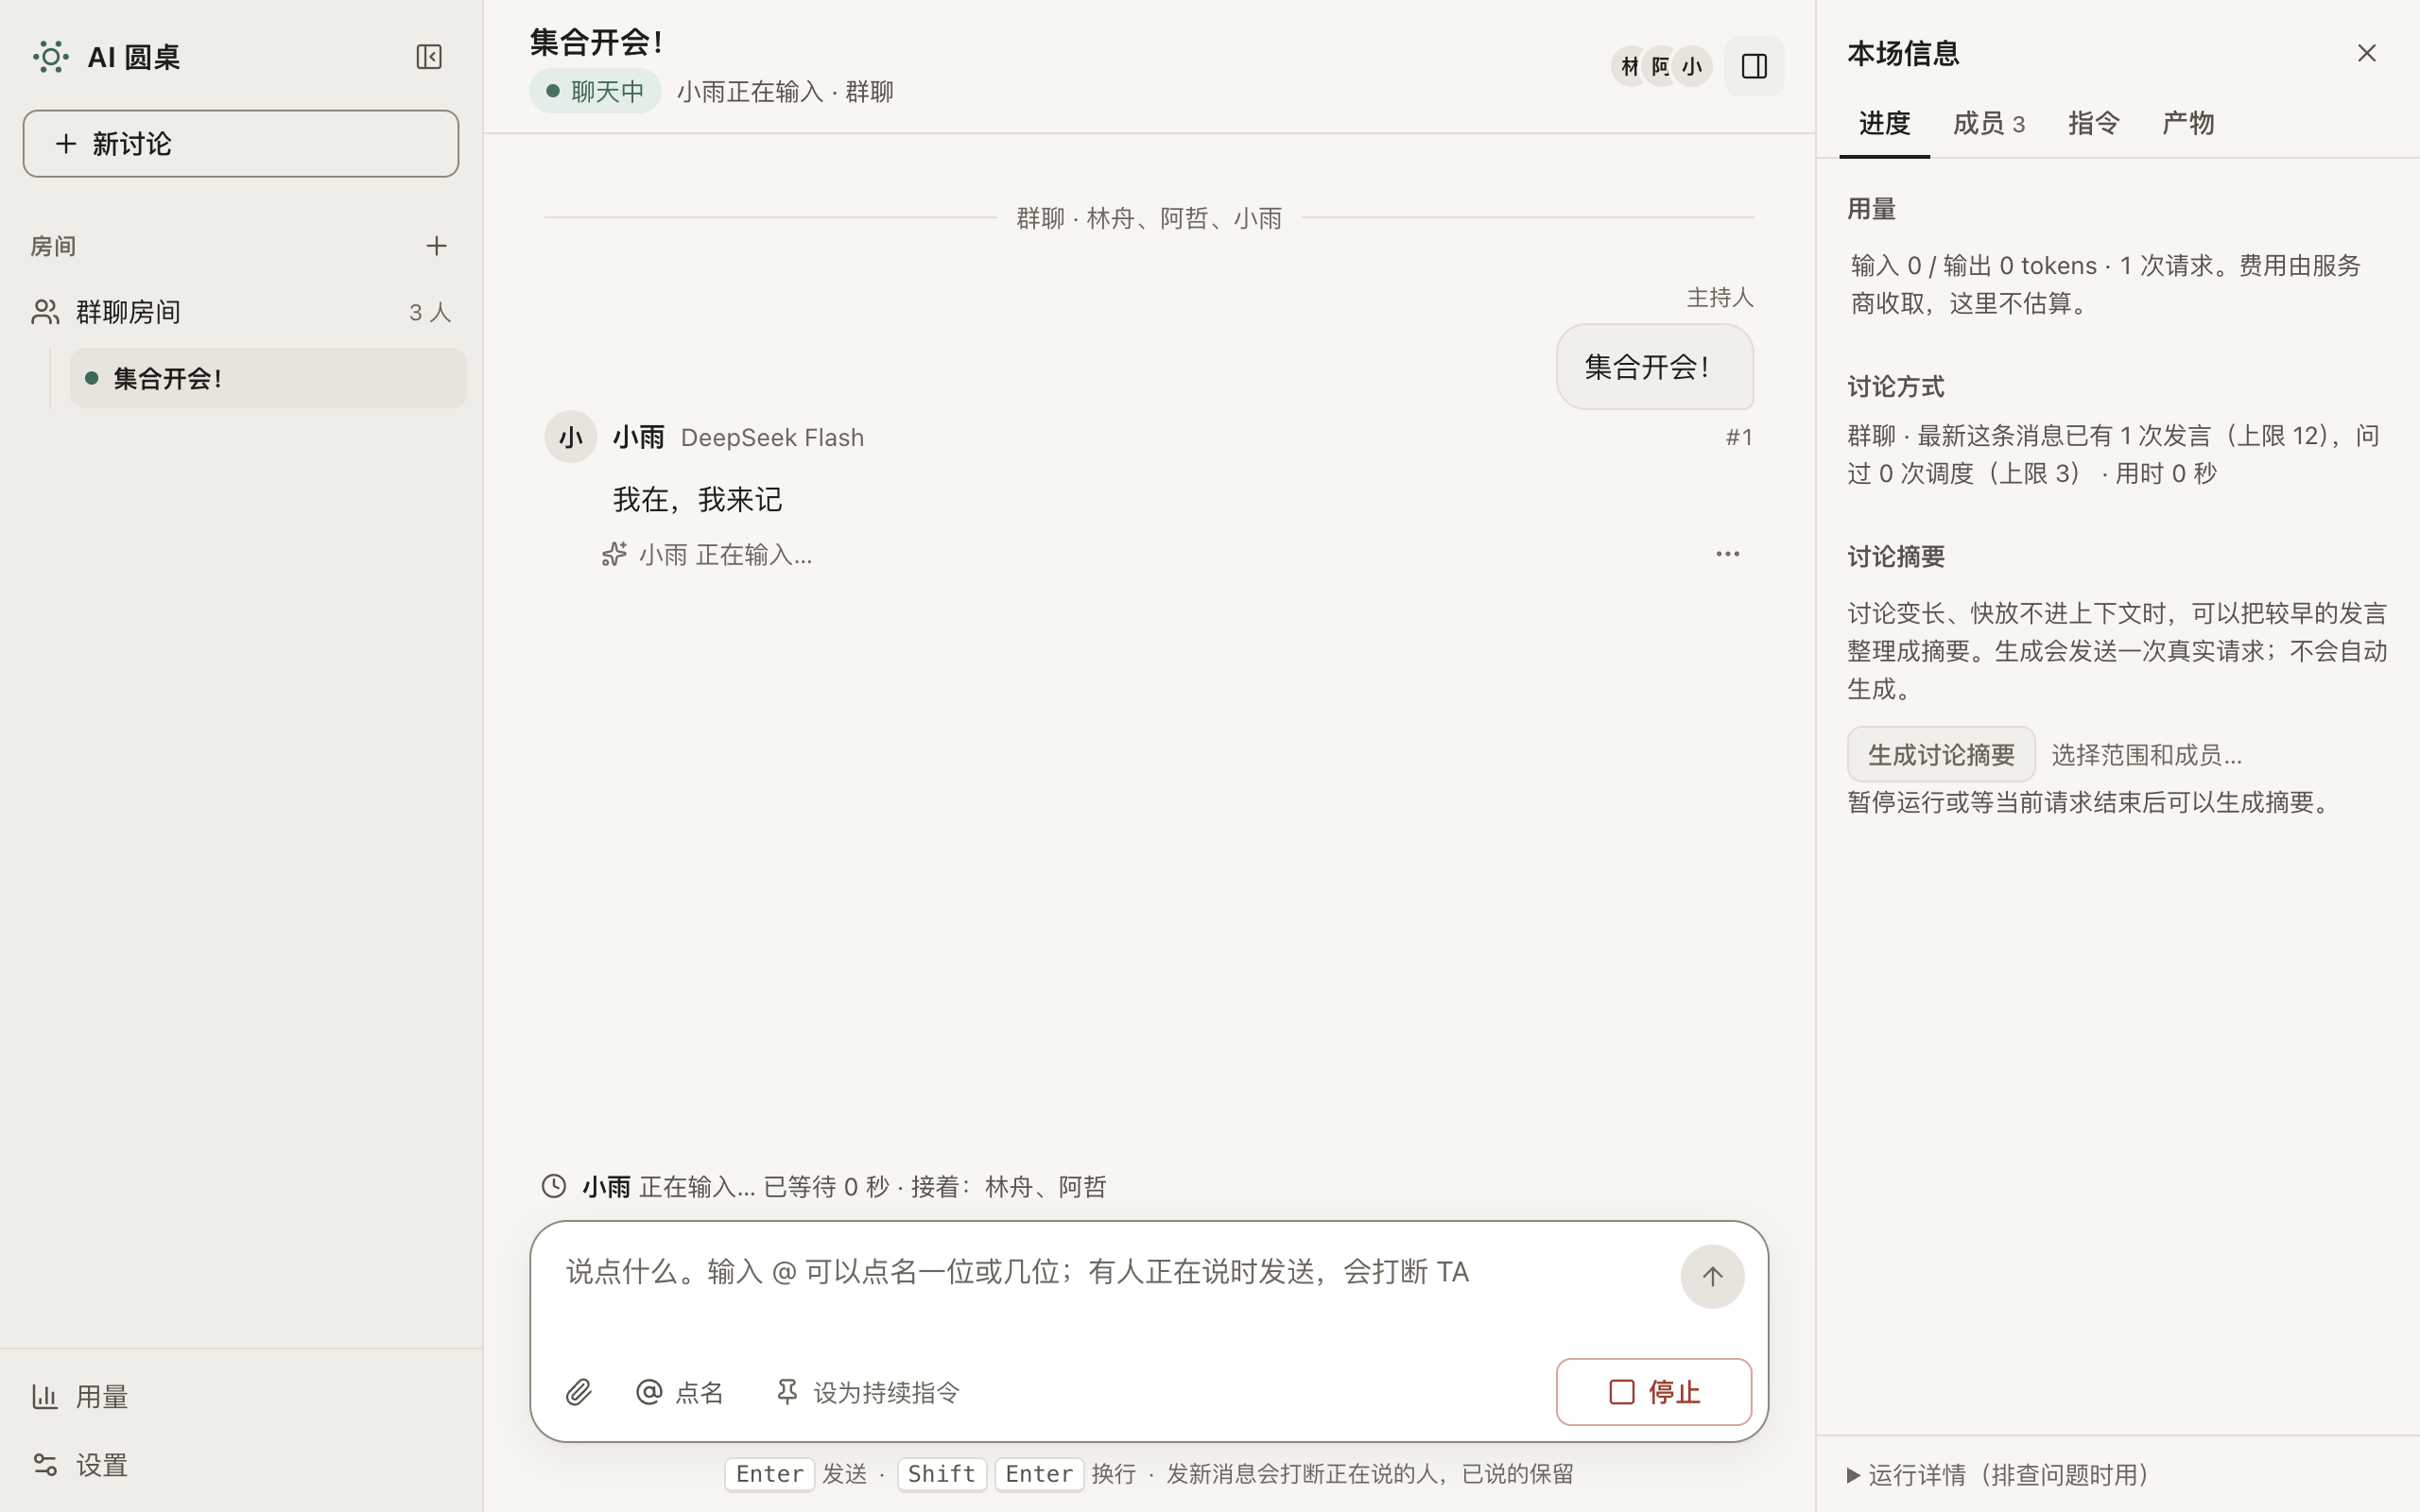 AI 圆桌
新讨论
房间
群聊房间
3 人
集合开会！
用量
设置
集合开会！
聊天中
小雨正在输入 · 群聊
林
阿
小
群聊 · 林舟、阿哲、小雨
主持人
集合开会！
小
小雨 DeepSeek Flash
#1
我在，我来记
小雨 正在输入...
小雨 正在输入... 已等待 0 秒 · 接着：林舟、阿哲
说点什么。输入 @ 可以点名一位或几位；有人正在说时发送，会打断 TA
点名
设为持续指令
停止
Enter 发送 · Shift Enter 换行 · 发新消息会打断正在说的人，已说的保留
本场信息
进度
成员 3
指令
产物
用量
输入 0 / 输出 0 tokens · 1 次请求。费用由服务
商收取，这里不估算。
讨论方式
群聊 · 最新这条消息已有 1 次发言（上限 12），问
过 0 次调度（上限 3） · 用时 0 秒
讨论摘要
讨论变长、快放不进上下文时，可以把较早的发言
整理成摘要。生成会发送一次真实请求；不会自动
生成。
生成讨论摘要
选择范围和成员...
暂停运行或等当前请求结束后可以生成摘要。
运行详情（排查问题时用）